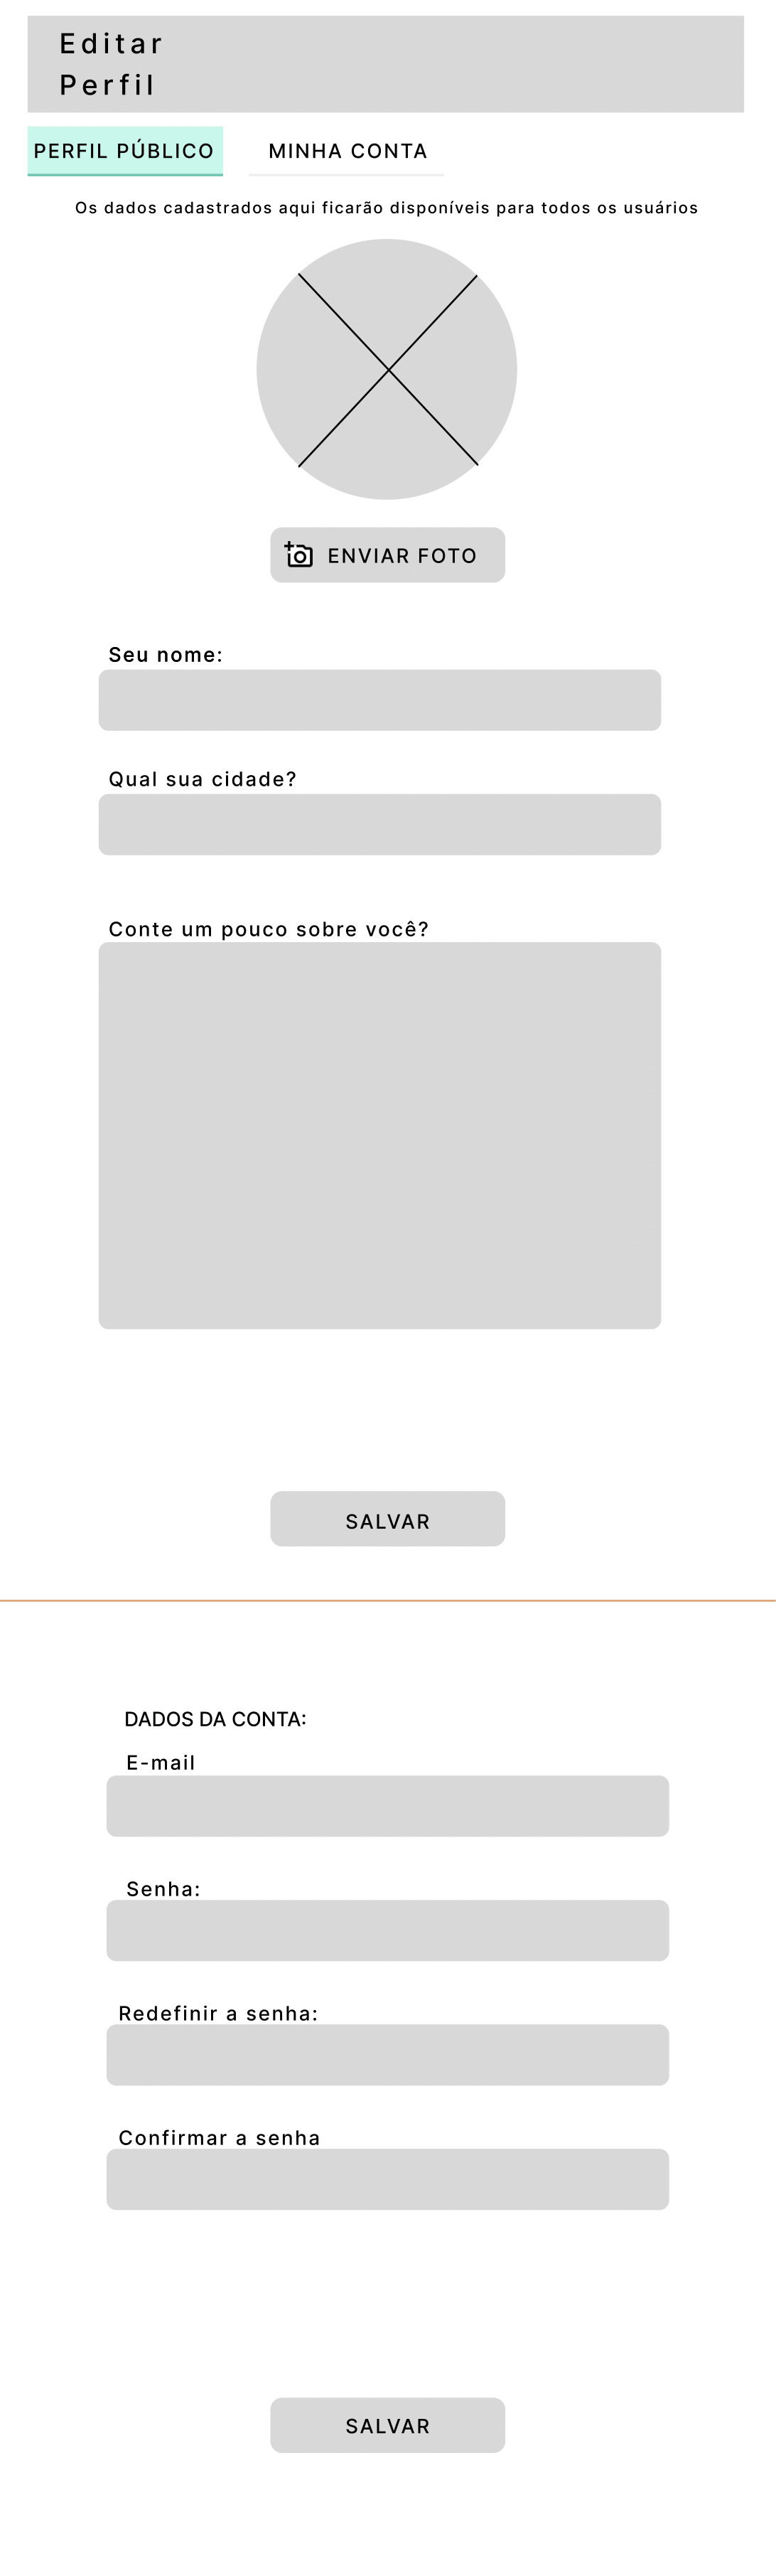 Editar
Perfil
PERFIL PÚBLICO
MINHA CONTA
Os dados cadastrados aqui ficarão disponíveis para todos os usuários
ENVIAR FOTO
Seu nome:
Qual sua cidade?
Conte um pouco sobre você?
SALVAR
DADOS DA CONTA:
E-mail
Senha:
Redefinir a senha:
Confirmar a senha
SALVAR